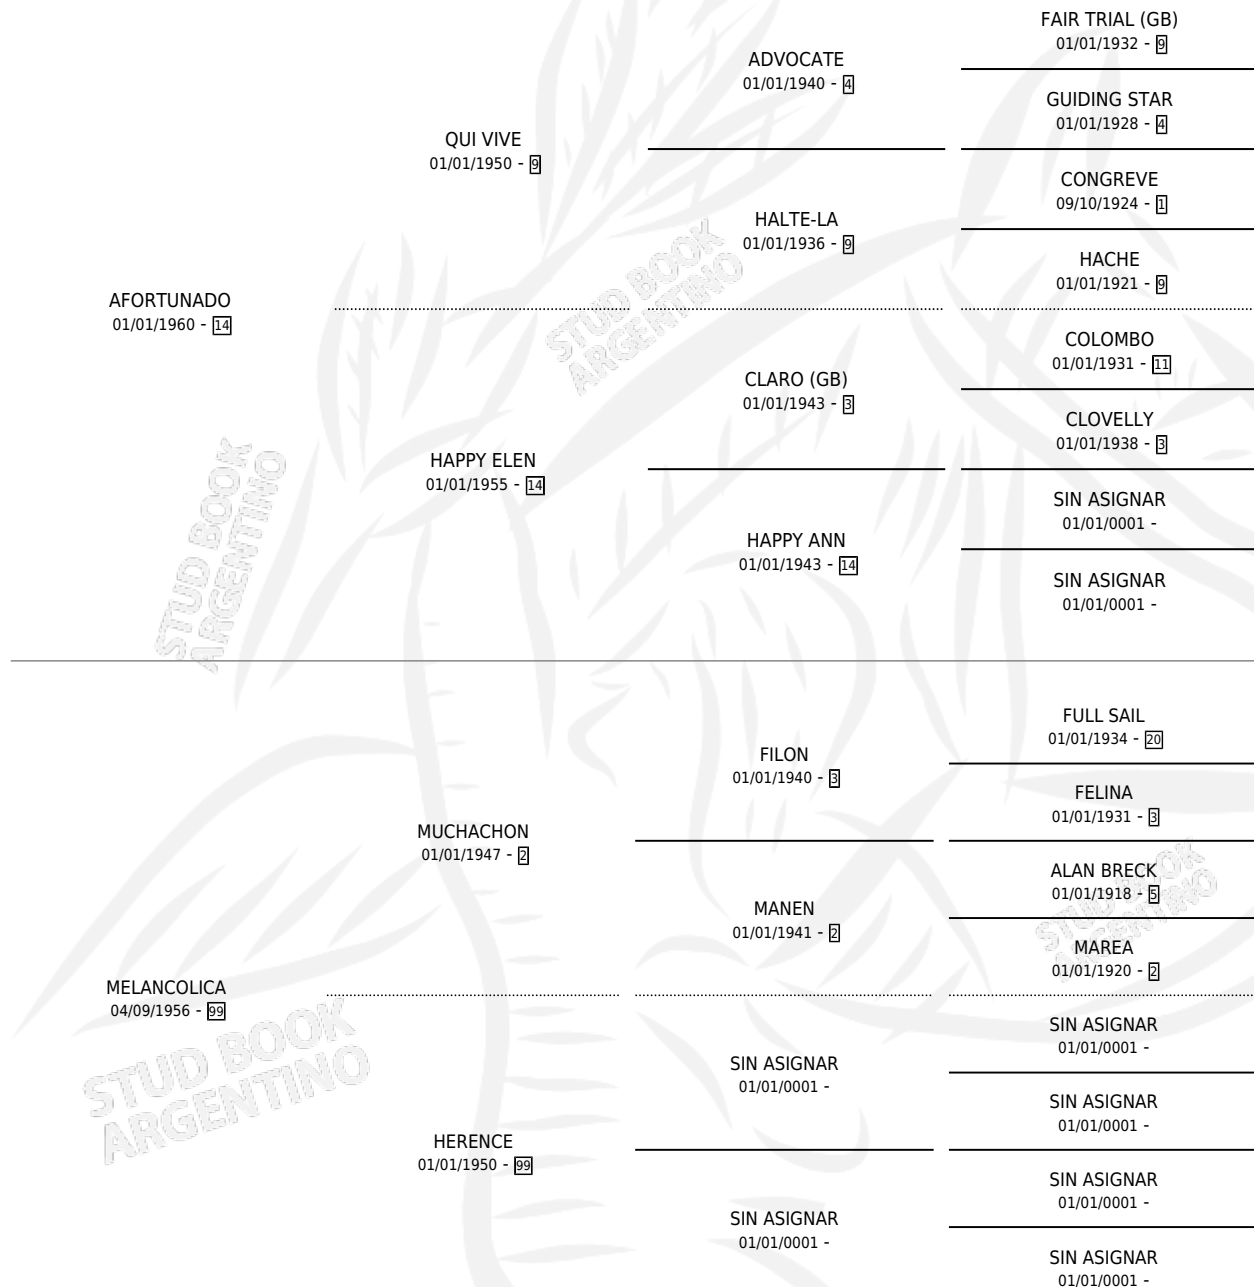 FAIR TRIAL (GB)
01/01/1932 - 9
ADVOCATE
01/01/1940 - 4
GUIDING STAR
01/01/1928 - 4
QUI VIVE
01/01/1950 - 9
CONGREVE
09/10/1924 - 1
HALTE-LA
01/01/1936 - 9
HACHE
01/01/1921 - 9
AFORTUNADO
01/01/1960 - 14
COLOMBO
01/01/1931 - 11
CLARO (GB)
01/01/1943 - 3
CLOVELLY
01/01/1938 - 3
HAPPY ELEN
01/01/1955 - 14
SIN ASIGNAR
01/01/0001 -
HAPPY ANN
01/01/1943 - 14
SIN ASIGNAR
01/01/0001 -
FULL SAIL
01/01/1934 - 20
FILON
01/01/1940 - 3
FELINA
01/01/1931 - 3
MUCHACHON
01/01/1947 - 2
ALAN BRECK
01/01/1918 - 5
MANEN
01/01/1941 - 2
MAREA
01/01/1920 - 2
MELANCOLICA
04/09/1956 - 99
SIN ASIGNAR
01/01/0001 -
SIN ASIGNAR
01/01/0001 -
SIN ASIGNAR
01/01/0001 -
HERENCE
01/01/1950 - 99
SIN ASIGNAR
01/01/0001 -
SIN ASIGNAR
01/01/0001 -
SIN ASIGNAR
01/01/0001 -
STUD BOOK
ARGENTINO
STUD BOOK
ARGENTINO
STUD BOOK
ARGENTINO
STUD BOOK
ARGENTINO